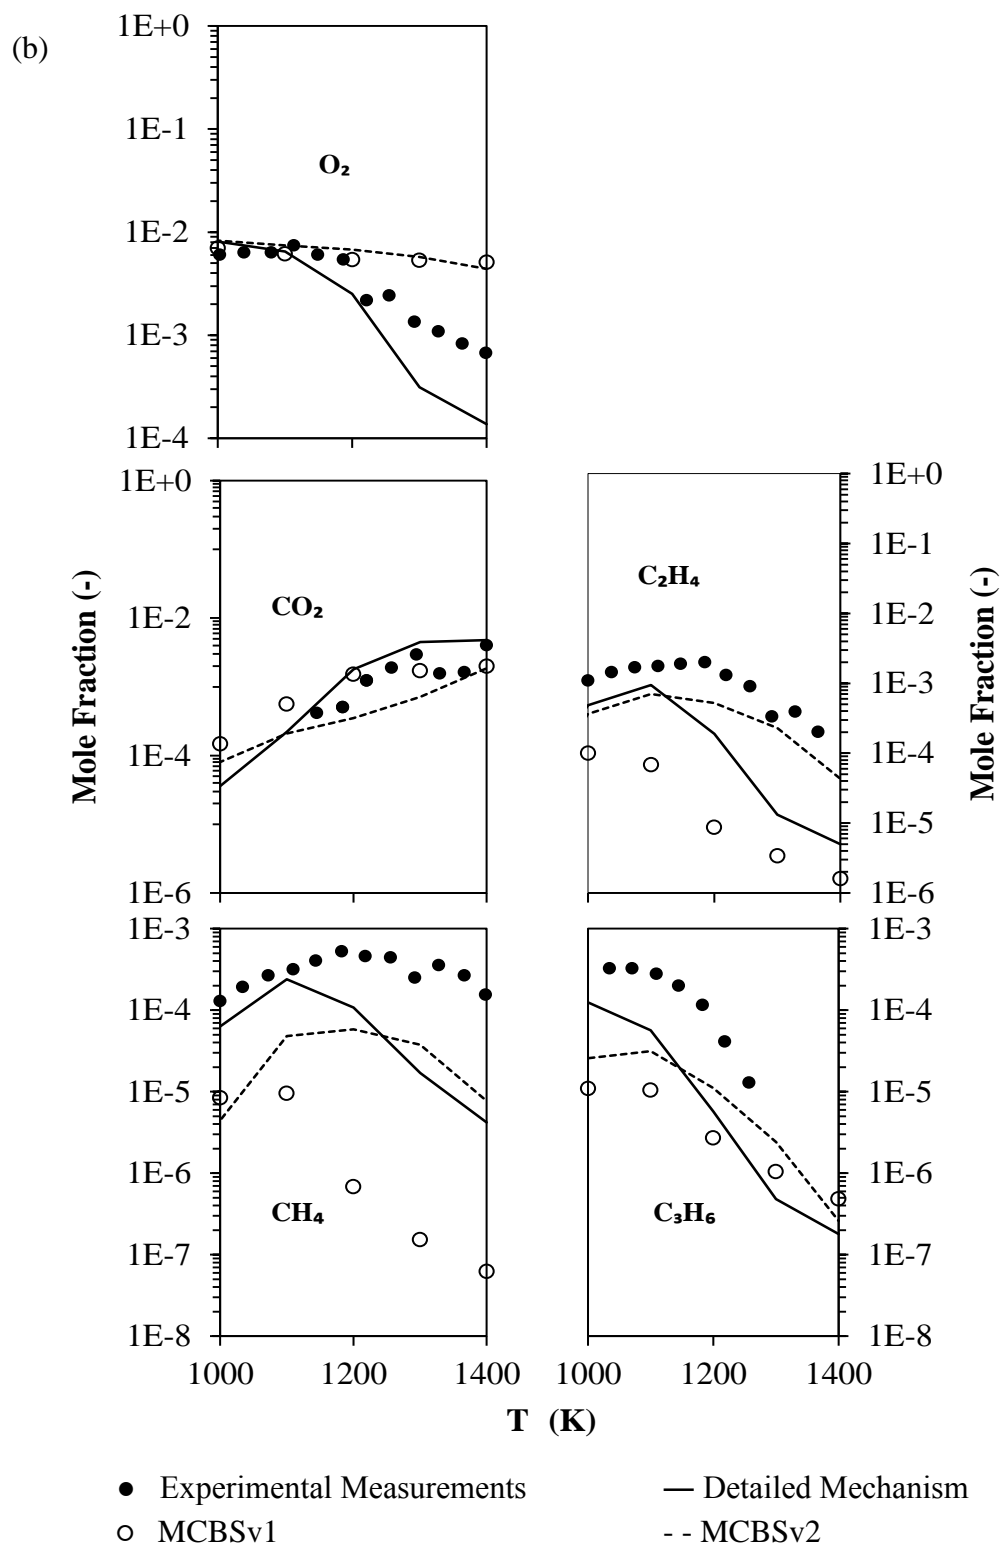 (b)
1E+0
1E-1
1E-2
1E-3
1E-4
O₂
1E+0
1E-2
1E-4
1E-6
CO₂
Mole Fraction (-)
1E+0
1E-1
1E-2
1E-3
1E-4
1E-5
1E-6
C₂H₄
Mole Fraction (-)
1E-3
1E-4
1E-5
1E-6
1E-7
1E-8
CH₄
1000 1200 1400
1E-3
1E-4
1E-5
1E-6
1E-7
1E-8
C₃H₆
1000 1200 1400
T (K)
Experimental Measurements
Detailed Mechanism
MCBSv1
MCBSv2